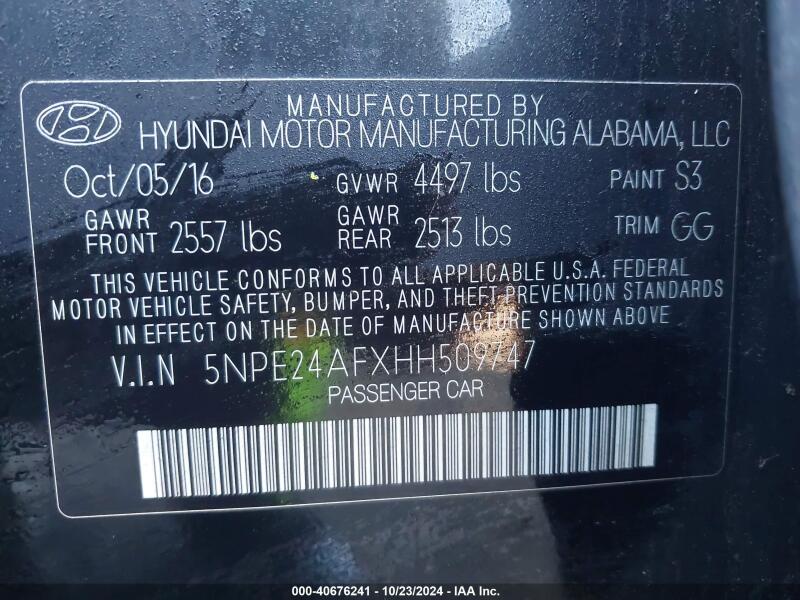 MANUFACTURED BY
HYUNDAI MOTOR MANUFACTURING ALABAMA, LLC
Oct/05/16 GVWR 4497 lbs PAINT S3
GAWR FRONT 2557 lbs GAWR REAR 2513 lbs TRIM GG
THIS VEHICLE CONFORMS TO ALL APPLICABLE U.S.A. FEDERAL
MOTOR VEHICLE SAFETY, BUMPER, AND THEFT PREVENTION STANDARDS
IN EFFECT ON THE DATE OF MANUFACTURE SHOWN ABOVE
V.I.N 5NPE24AFXHH509747
PASSENGER CAR
000-40676241 - 10/23/2024 - IAA Inc.